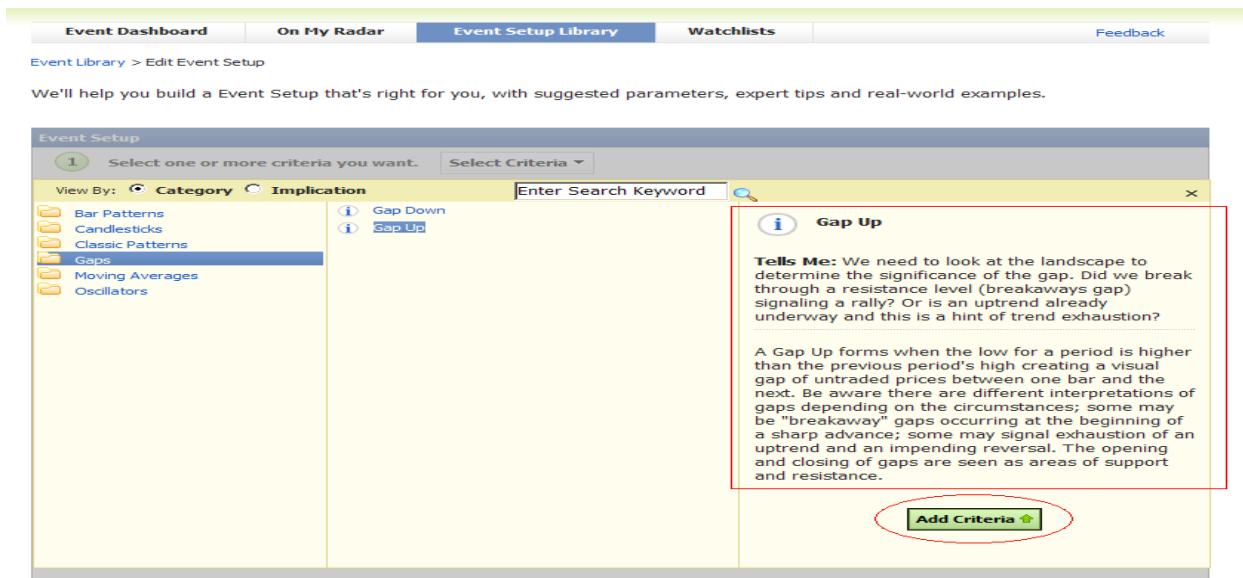 Event Dashboard On My Radar Event Setup Library Watchlists Feedback
Event Library > Edit Event Setup
We'll help you build a Event Setup that's right for you, with suggested parameters, expert tips and real-world examples.
Event Setup
1 Select one or more criteria you want. Select Criteria
View By: Category Implication Enter Search Keyword ×
Bar Patterns
Candlesticks
Classic Patterns
Gaps
Moving Averages
Oscillators
i Gap Down
i Gap Up
i Gap Up
Tells Me: We need to look at the landscape to
determine the significance of the gap. Did we break
through a resistance level (breakaways gap)
signaling a rally? Or is an uptrend already
underway and this is a hint of trend exhaustion?
A Gap Up forms when the low for a period is higher
than the previous period's high creating a visual
gap of untraded prices between one bar and the
next. Be aware there are different interpretations of
gaps depending on the circumstances; some may
be "breakaway" gaps occurring at the beginning of
a sharp advance; some may signal exhaustion of an
uptrend and an impending reversal. The opening
and closing of gaps are seen as areas of support
and resistance.
Add Criteria